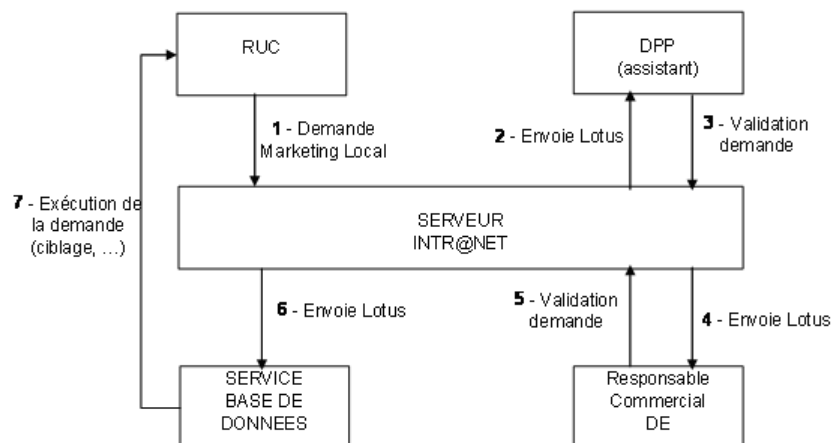 RUC
DPP
(assistant)
1 - Demande
Marketing Local
2 - Envoie Lotus
3 - Validation
demande
7 - Exécution de
la demande
(ciblage, ...)
SERVEUR
INTR@NET
6 - Envoie Lotus
5 - Validation
demande
4 - Envoie Lotus
SERVICE
BASE DE
DONNEES
Responsable
Commercial
DE